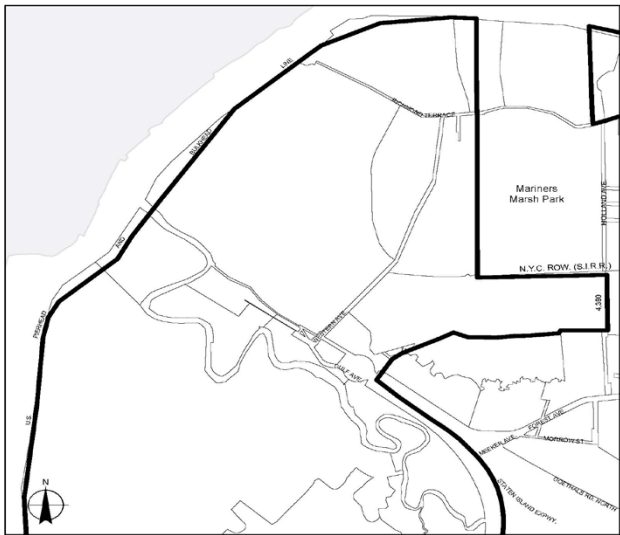 LINE
RICHMOND TERRACE
BULKHEAD
Mariners
Marsh Park
HOLLAND AVE
AND
N.Y.C. ROW. (S.I.R.R.)
4,380
PIERHEAD
WESTERN AVE
GULF AVE
U.S.
FOREST AVE
MEEKER AVE
MORROW ST
STATEN ISLAND EXPWY.
GOETHALS RD. NORTH
N